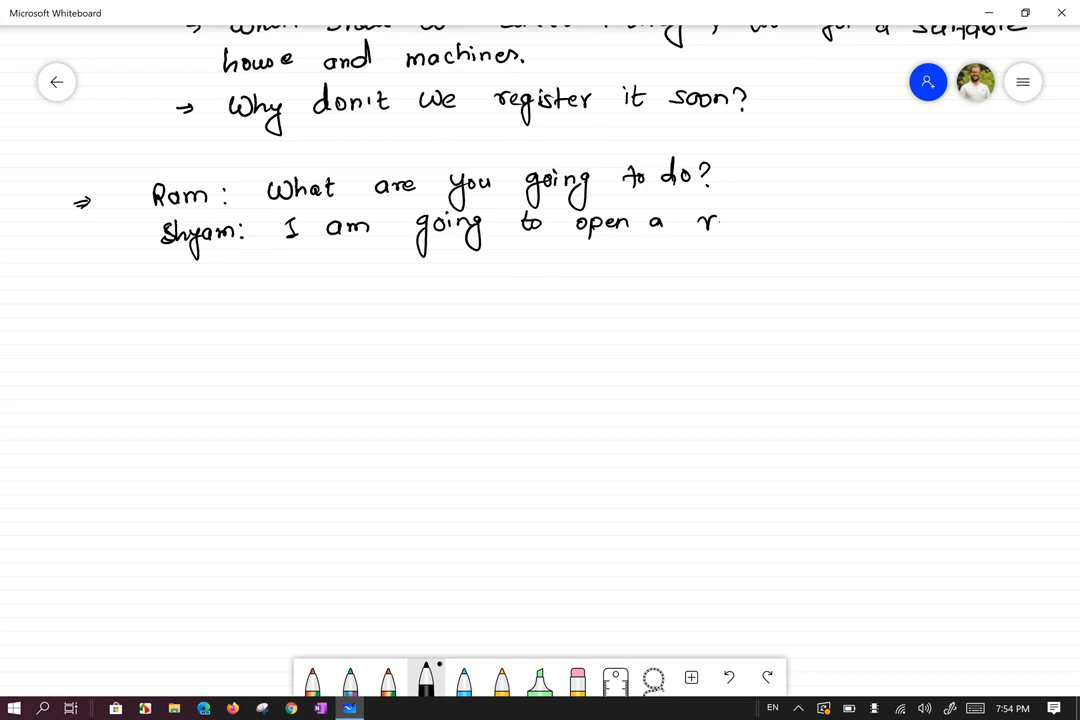 Microsoft Whiteboard
a suitable
house and machines.
→ Why don't we register it soon?
⇒ Ram: What are you going to do?
Shyam: I am going to open a r
EN
7:54 PM